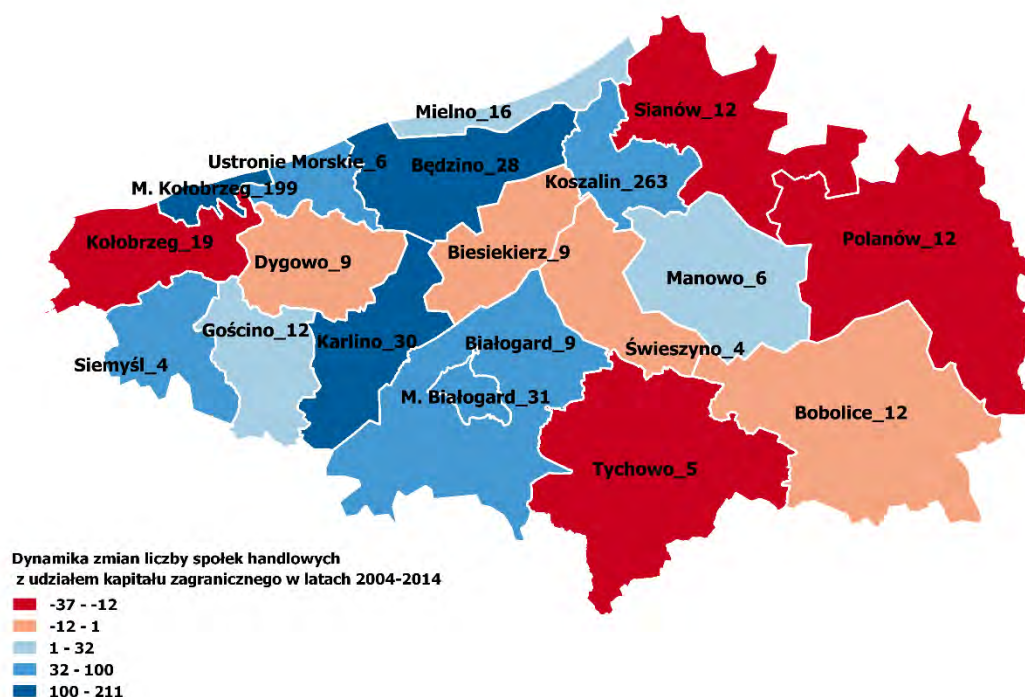 Mielno_16
Sianów_12
Ustronie Morskie_6
Będzino_28
M. Kołobrzeg_199
Koszalin_263
Kołobrzeg_19
Dygowo_9
Biesiekierz_9
Polanów_12
Manowo_6
Gościno_12
Karlino_30
Białogard_9
Świeszyno_4
Siemyśl_4
M. Białogard_31
Bobolice_12
Tychowo_5
Dynamika zmian liczby społek handlowych
z udziałem kapitału zagranicznego w latach 2004-2014
-37 - -12
-12 - 1
1 - 32
32 - 100
100 - 211